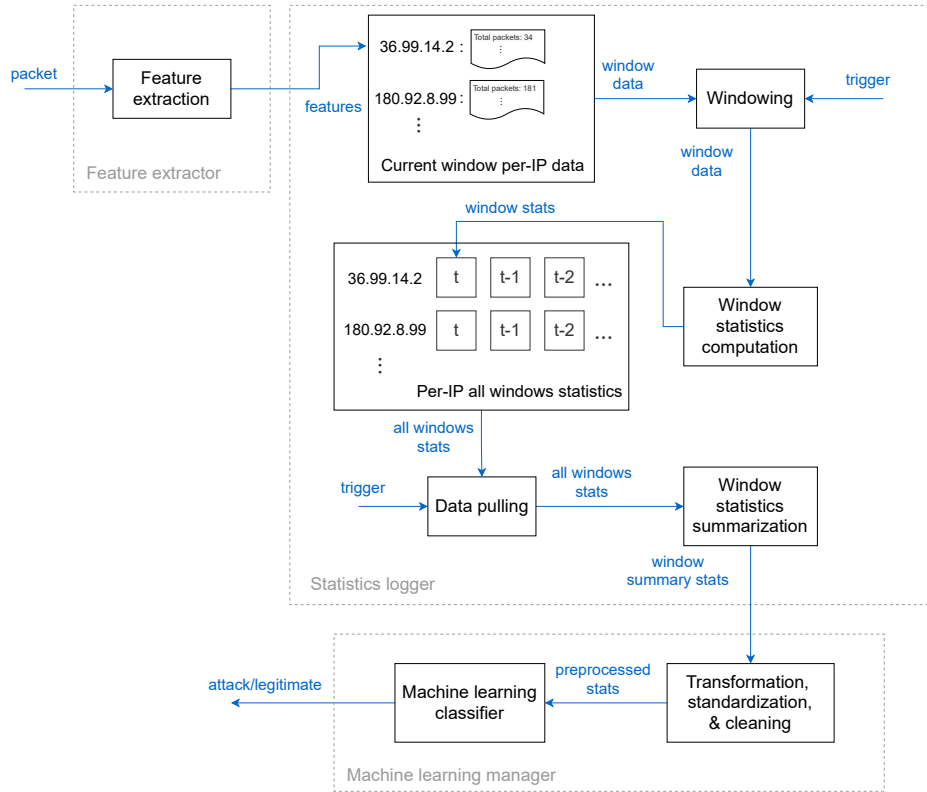 packet
Feature
extraction
Feature extractor
features
36.99.14.2 :
Total packets: 34
⋮
180.92.8.99 :
Total packets: 181
⋮
⋮
Current window per-IP data
window
data
Windowing
trigger
window
data
window stats
36.99.14.2
t
t-1
t-2
...
180.92.8.99
t
t-1
t-2
...
⋮
Per-IP all windows statistics
Window
statistics
computation
all windows
stats
trigger
Data pulling
all windows
stats
Window
statistics
summarization
Statistics logger
window
summary stats
attack/legitimate
Machine learning
classifier
preprocessed
stats
Transformation,
standardization,
& cleaning
Machine learning manager